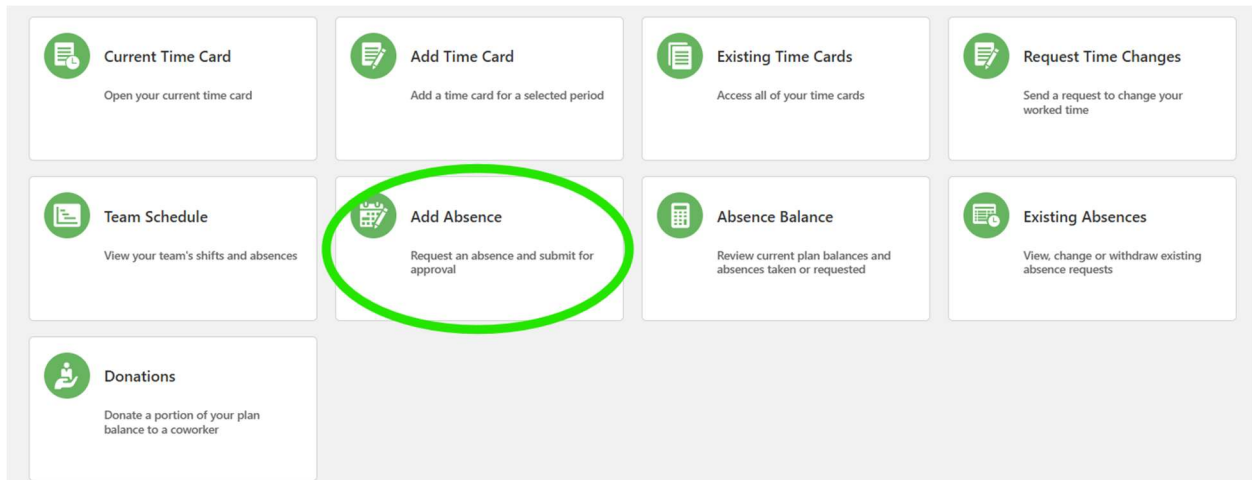 Current Time Card
Open your current time card
Add Time Card
Add a time card for a selected period
Existing Time Cards
Access all of your time cards
Request Time Changes
Send a request to change your
worked time
Team Schedule
View your team's shifts and absences
Add Absence
Request an absence and submit for
approval
Absence Balance
Review current plan balances and
absences taken or requested
Existing Absences
View, change or withdraw existing
absence requests
Donations
Donate a portion of your plan
balance to a coworker